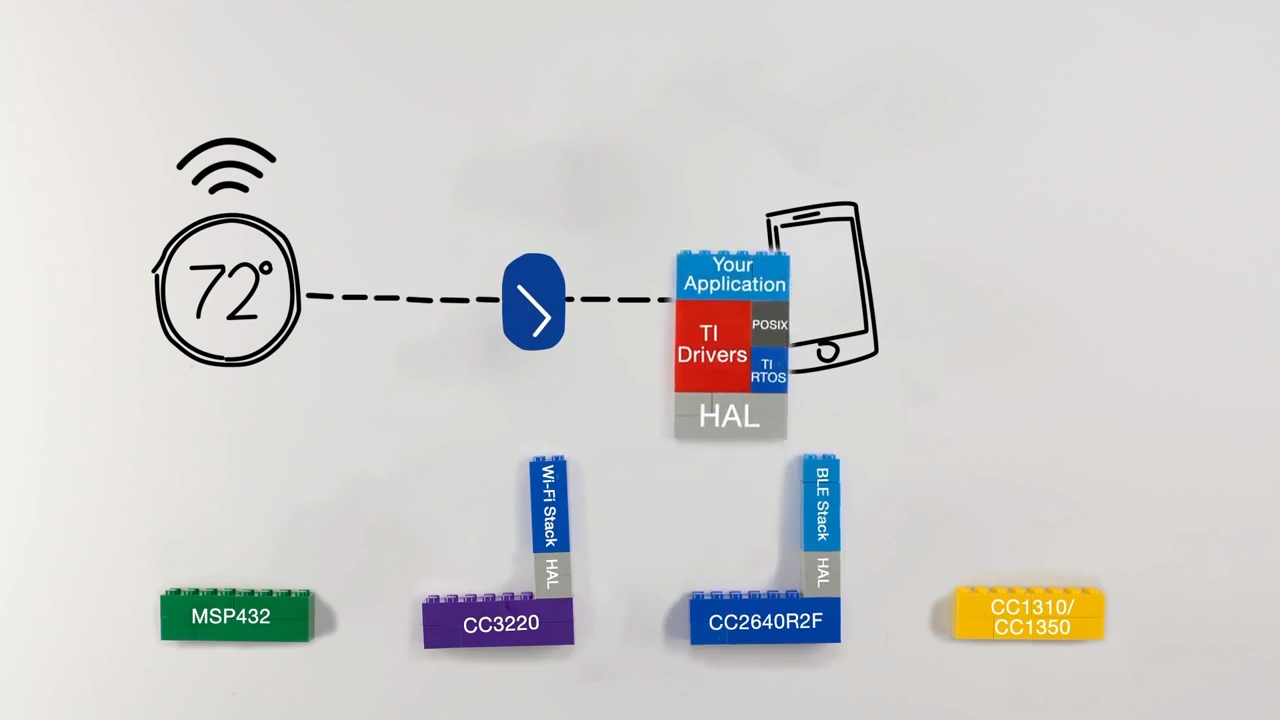 72°
Your
Application
TI
Drivers
POSIX
TI
RTOS
HAL
Wi-Fi Stack
HAL
BLE Stack
HAL
MSP432
CC3220
CC2640R2F
CC1310/
CC1350